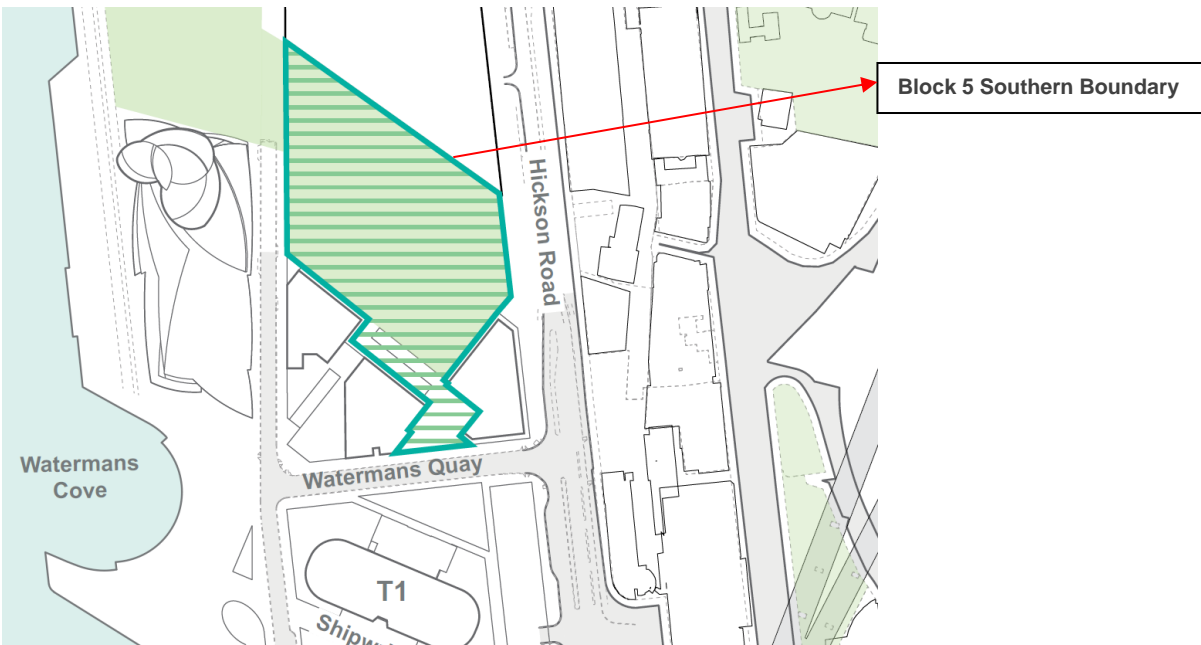 Block 5 Southern Boundary
Hickson Road
Watermans
Cove
Watermans Quay
T1